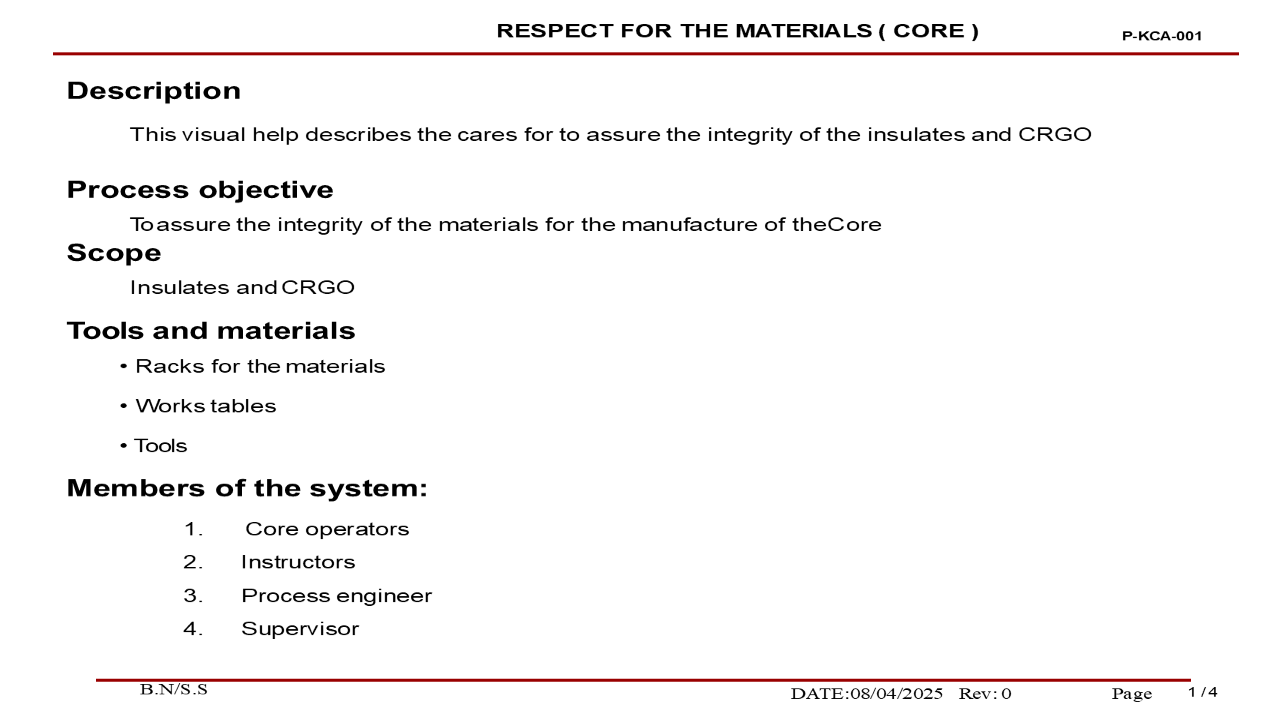 RESPECT FOR THE MATERIALS ( CORE )
P-KCA-001
Description
This visual help describes the cares for to assure the integrity of the insulates and CRGO
Process objective
To assure the integrity of the materials for the manufacture of theCore
Scope
Insulates and CRGO
Tools and materials
• Racks for the materials
• Works tables
• Tools
Members of the system:
1. Core operators
2. Instructors
3. Process engineer
4. Supervisor
B.N/S.S
DATE:08/04/2025 Rev: 0 Page 1 / 4